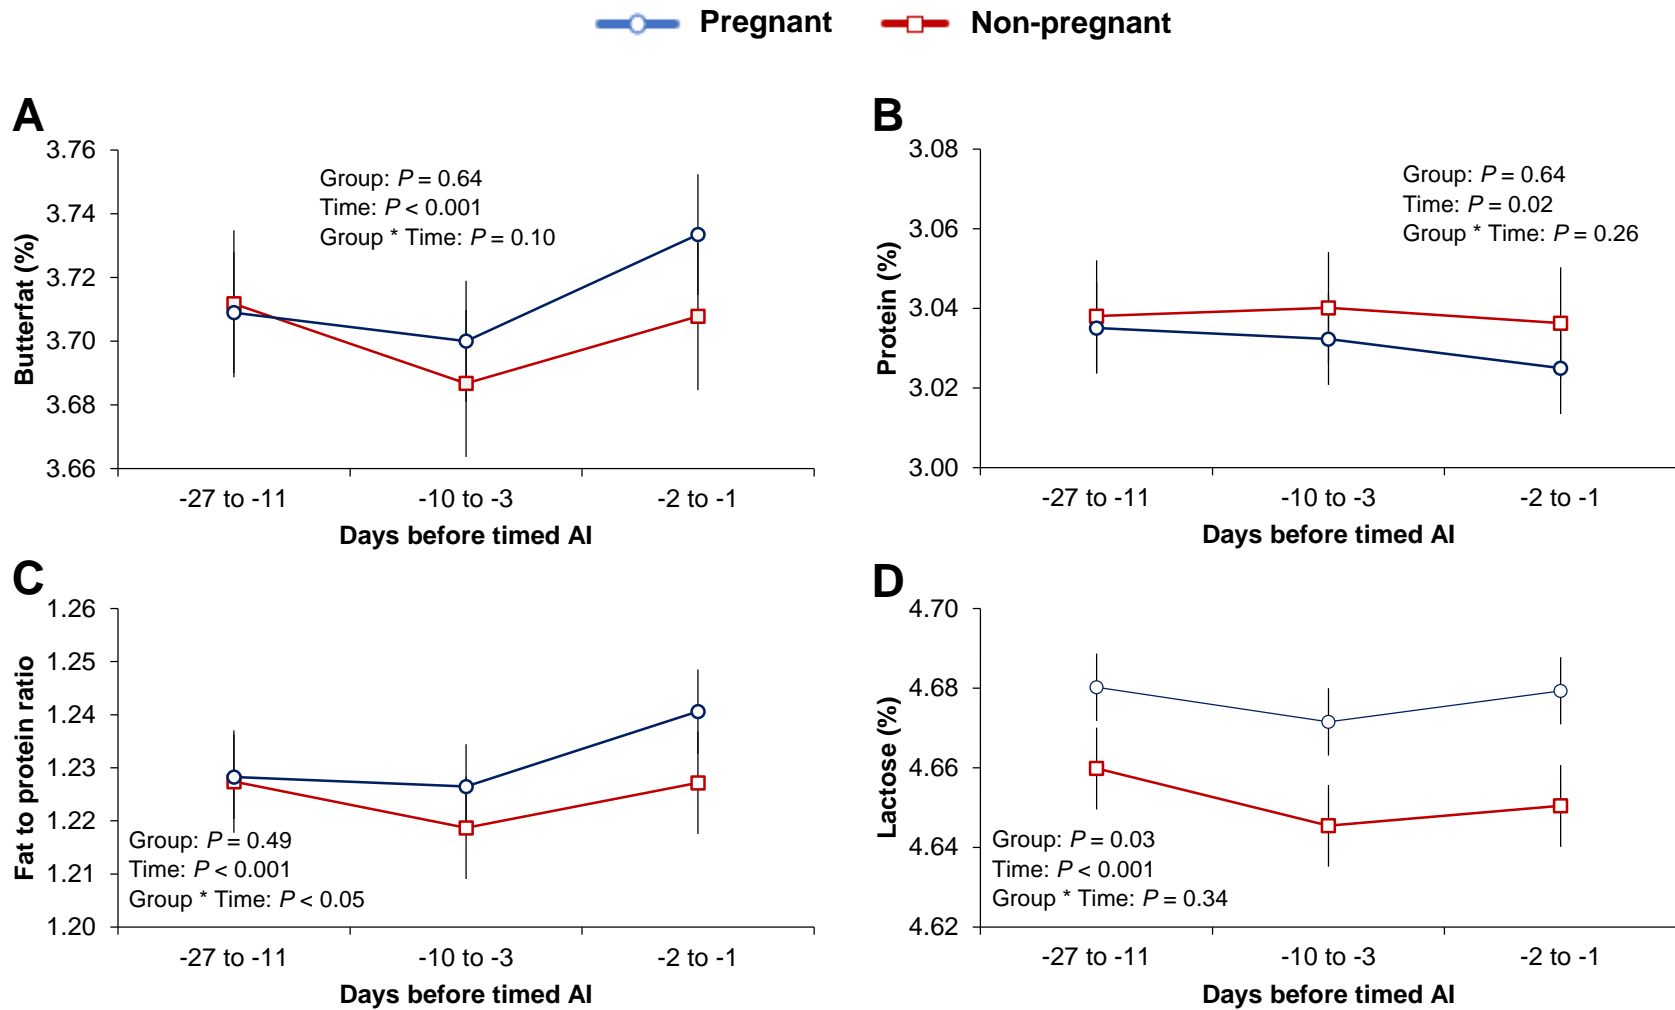 Pregnant Non-pregnant
A
3.76
3.74
3.72
3.70
3.68
3.66
Butterfat (%)
Group: P = 0.64
Time: P < 0.001
Group * Time: P = 0.10
-27 to -11 -10 to -3 -2 to -1
Days before timed AI
B
3.08
3.06
3.04
3.02
3.00
Protein (%)
Group: P = 0.64
Time: P = 0.02
Group * Time: P = 0.26
-27 to -11 -10 to -3 -2 to -1
Days before timed AI
C
1.26
1.25
1.24
1.23
1.22
1.21
1.20
Fat to protein ratio
Group: P = 0.49
Time: P < 0.001
Group * Time: P < 0.05
-27 to -11 -10 to -3 -2 to -1
Days before timed AI
D
4.70
4.68
4.66
4.64
4.62
Lactose (%)
Group: P = 0.03
Time: P < 0.001
Group * Time: P = 0.34
-27 to -11 -10 to -3 -2 to -1
Days before timed AI